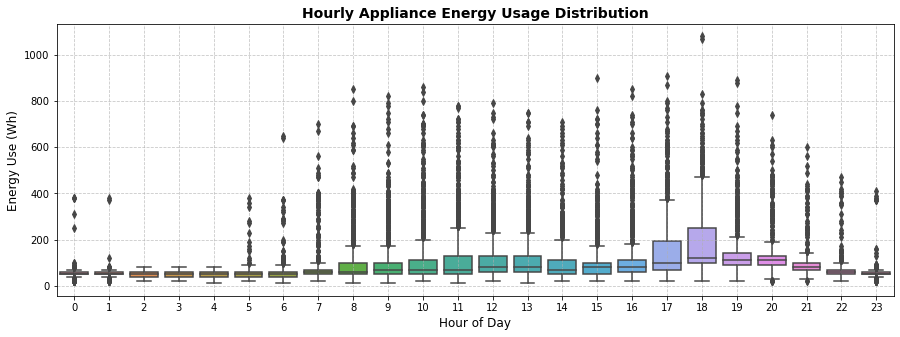 Hourly Appliance Energy Usage Distribution
Energy Use (Wh)
1000
800
600
400
200
0
0 1 2 3 4 5 6 7 8 9 10 11 12 13 14 15 16 17 18 19 20 21 22 23
Hour of Day